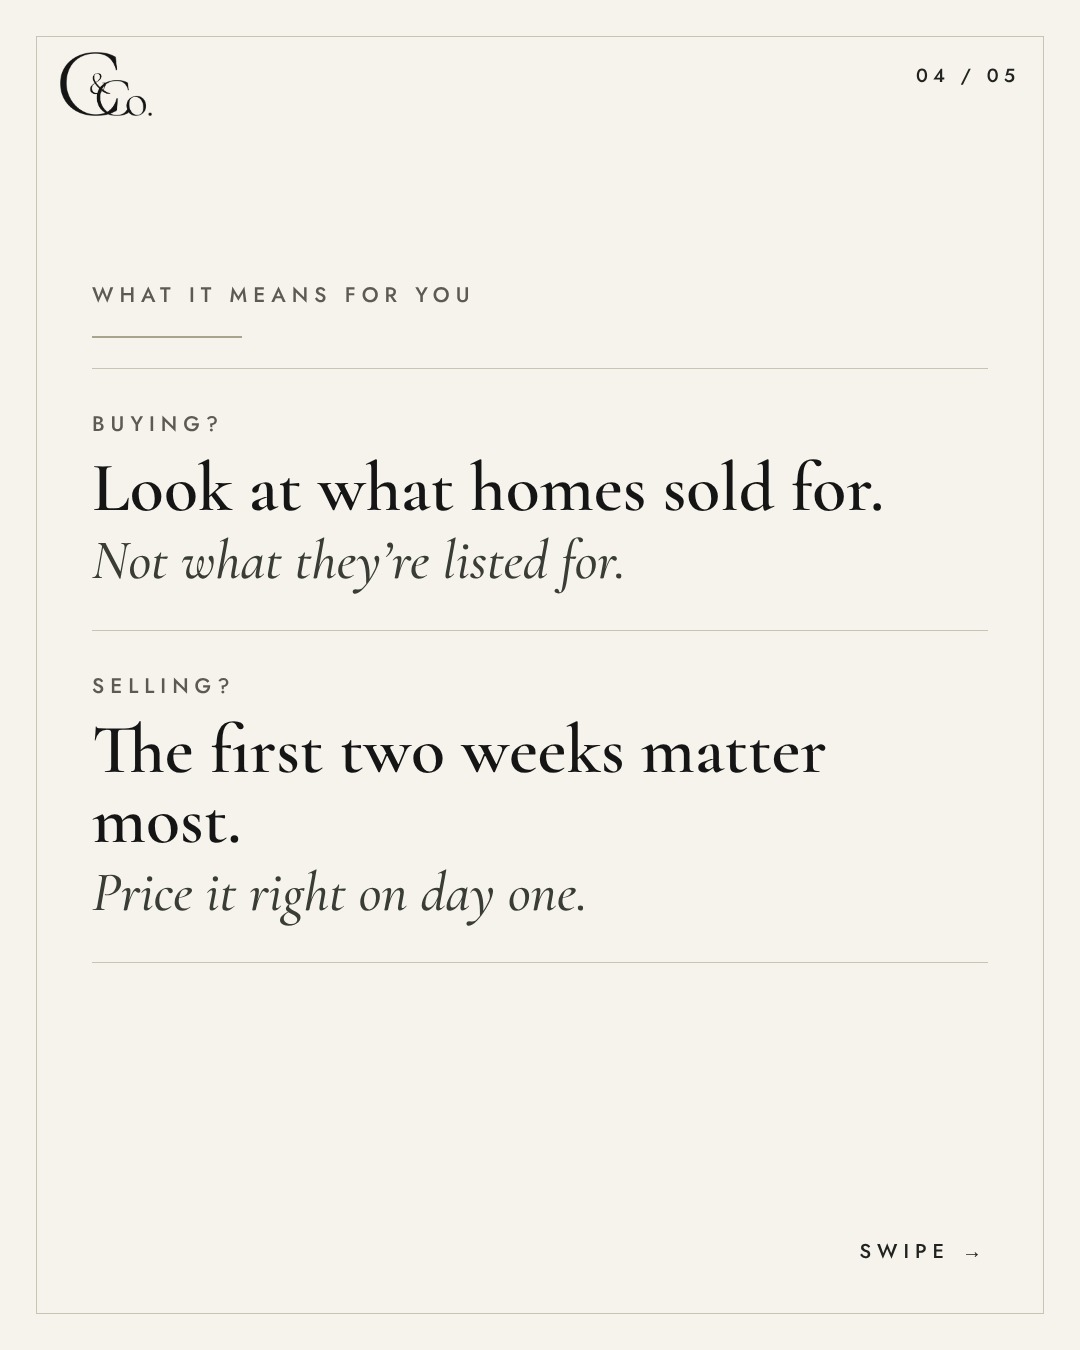 C&Co.
04 / 05
WHAT IT MEANS FOR YOU
BUYING?
Look at what homes sold for.
Not what they’re listed for.
SELLING?
The first two weeks matter
most.
Price it right on day one.
SWIPE →